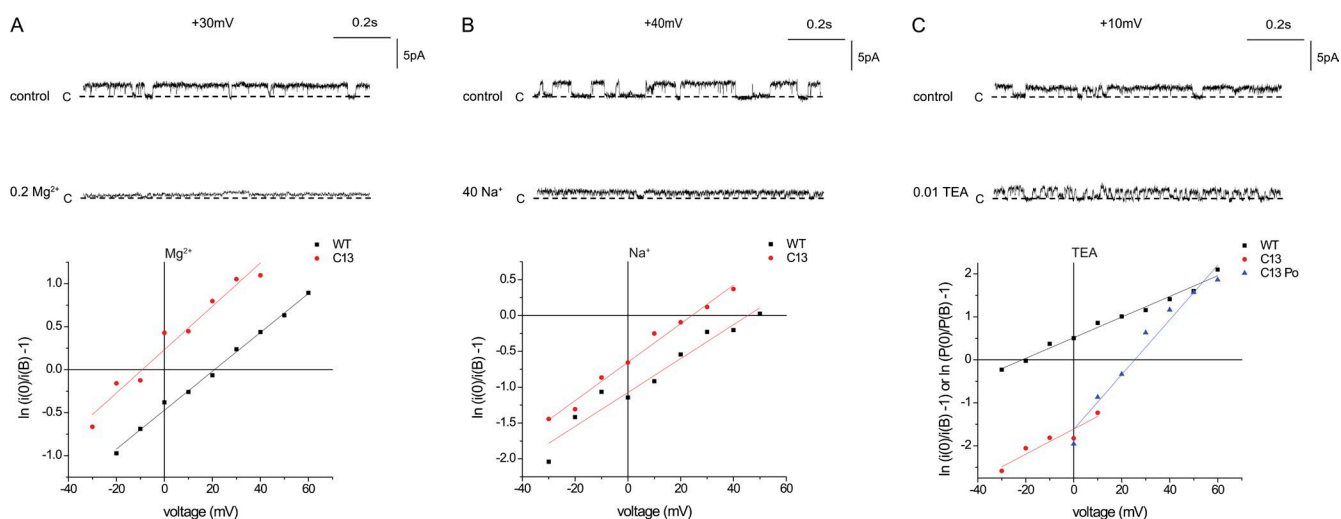 A
+30mV
0.2s
5pA
control
C
0.2 Mg²⁺
C
Mg²⁺
WT
C13
1.0
0.5
0.0
-0.5
-1.0
ln (i(0)/i(B) -1)
-40 -20 0 20 40 60
voltage (mV)
B
+40mV
0.2s
5pA
control
C
40 Na⁺
C
Na⁺
WT
C13
0.5
0.0
-0.5
-1.0
-1.5
-2.0
ln (i(0)/i(B) -1)
-40 -20 0 20 40 60
voltage (mV)
C
+10mV
0.2s
5pA
control
C
0.01 TEA
C
TEA
WT
C13
C13 Po
2
1
0
-1
-2
ln (i(0)/i(B) -1) or ln (P(0)/P(B) -1)
-40 -20 0 20 40 60 80
voltage (mV)